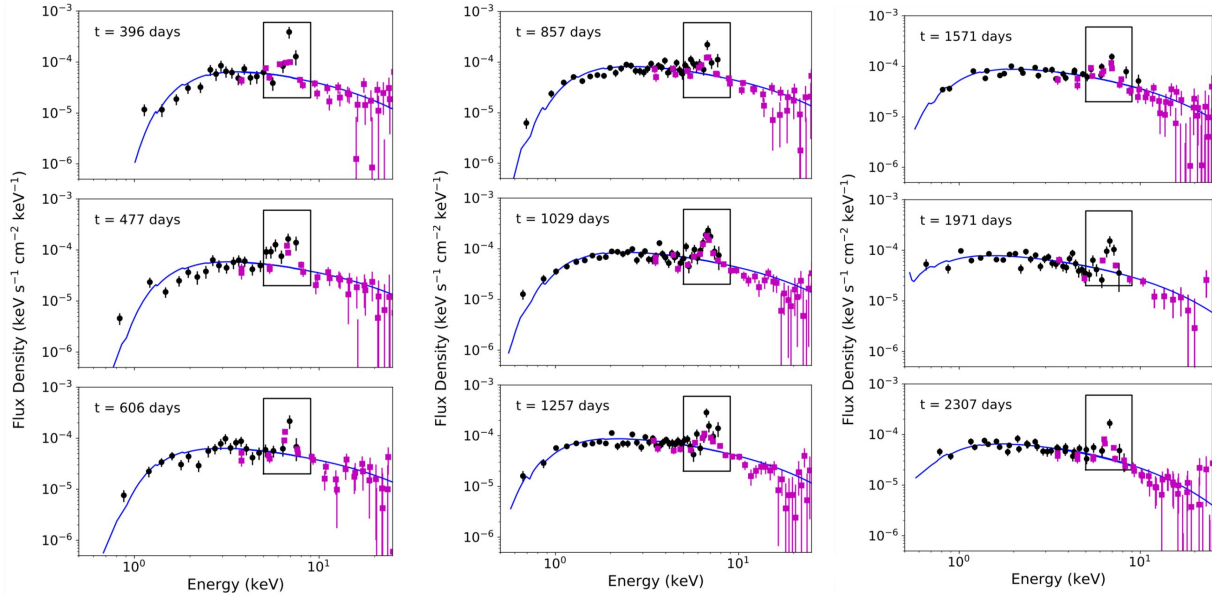 t = 396 days
t = 477 days
t = 606 days
t = 857 days
t = 1029 days
t = 1257 days
t = 1571 days
t = 1971 days
t = 2307 days
Flux Density (keV s⁻¹ cm⁻² keV⁻¹)
Flux Density (keV s⁻¹ cm⁻² keV⁻¹)
Flux Density (keV s⁻¹ cm⁻² keV⁻¹)
10⁻³
10⁻⁴
10⁻⁵
10⁻⁶
10⁻³
10⁻⁴
10⁻⁵
10⁻⁶
10⁻³
10⁻⁴
10⁻⁵
10⁻⁶
10⁻³
10⁻⁴
10⁻⁵
10⁻⁶
10⁻³
10⁻⁴
10⁻⁵
10⁻⁶
10⁻³
10⁻⁴
10⁻⁵
10⁻⁶
10⁻³
10⁻⁴
10⁻⁵
10⁻⁶
10⁻³
10⁻⁴
10⁻⁵
10⁻⁶
10⁻³
10⁻⁴
10⁻⁵
10⁻⁶
10⁰ 10¹
10⁰ 10¹
10⁰ 10¹
Energy (keV)
Energy (keV)
Energy (keV)